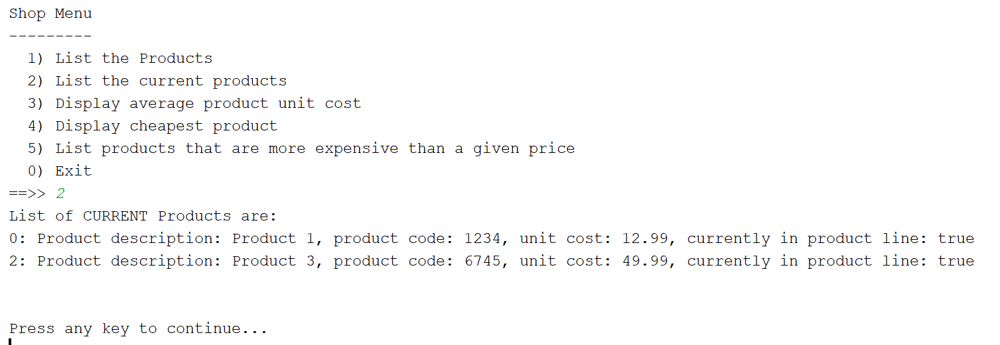 Shop Menu
---------
  1) List the Products
  2) List the current products
  3) Display average product unit cost
  4) Display cheapest product
  5) List products that are more expensive than a given price
  0) Exit
==>> 2
List of CURRENT Products are:
0: Product description: Product 1, product code: 1234, unit cost: 12.99, currently in product line: true
2: Product description: Product 3, product code: 6745, unit cost: 49.99, currently in product line: true
Press any key to continue...